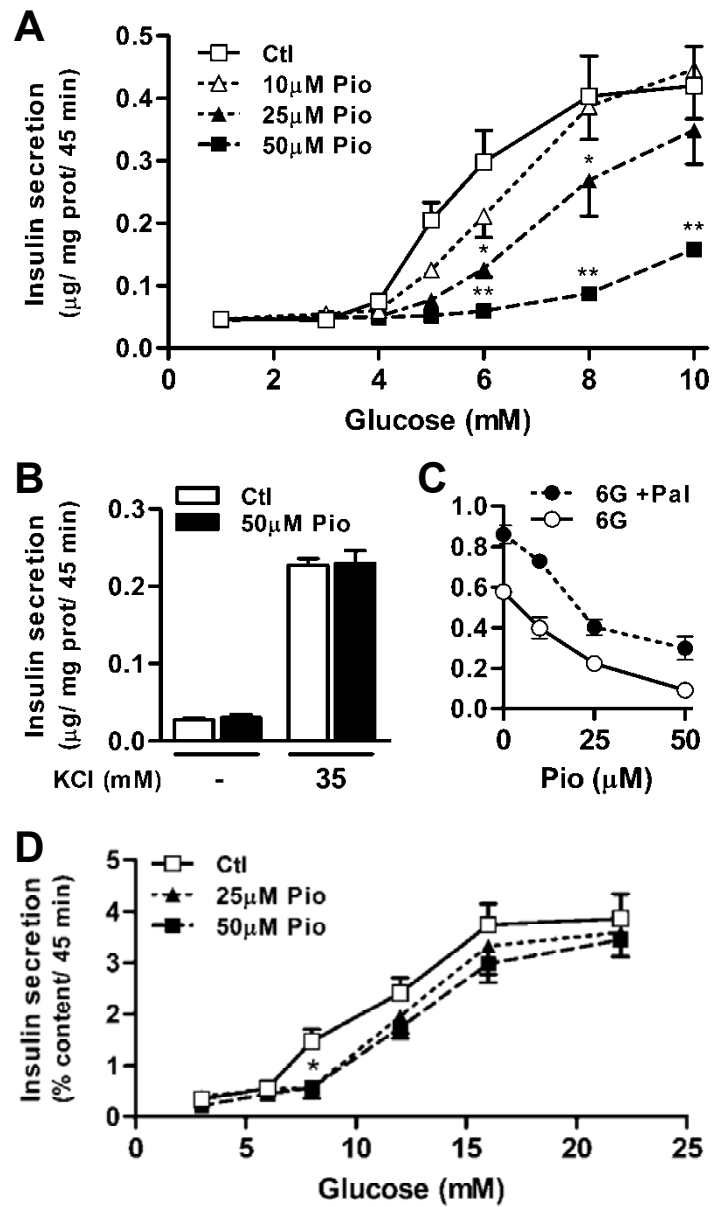 A
Insulin secretion
(μg/ mg prot/ 45 min)
0.5
0.4
0.3
0.2
0.1
0.0
Ctl
10μM Pio
25μM Pio
50μM Pio
*
*
**
**
**
0 2 4 6 8 10
Glucose (mM)
B
Insulin secretion
(μg/ mg prot/ 45 min)
0.3
0.2
0.1
0.0
Ctl
50μM Pio
KCl (mM) - 35
C
6G +Pal
6G
1.0
0.8
0.6
0.4
0.2
0.0
0 25 50
Pio (μM)
D
Insulin secretion
(% content/ 45 min)
5
4
3
2
1
0
Ctl
25μM Pio
50μM Pio
*
0 5 10 15 20 25
Glucose (mM)